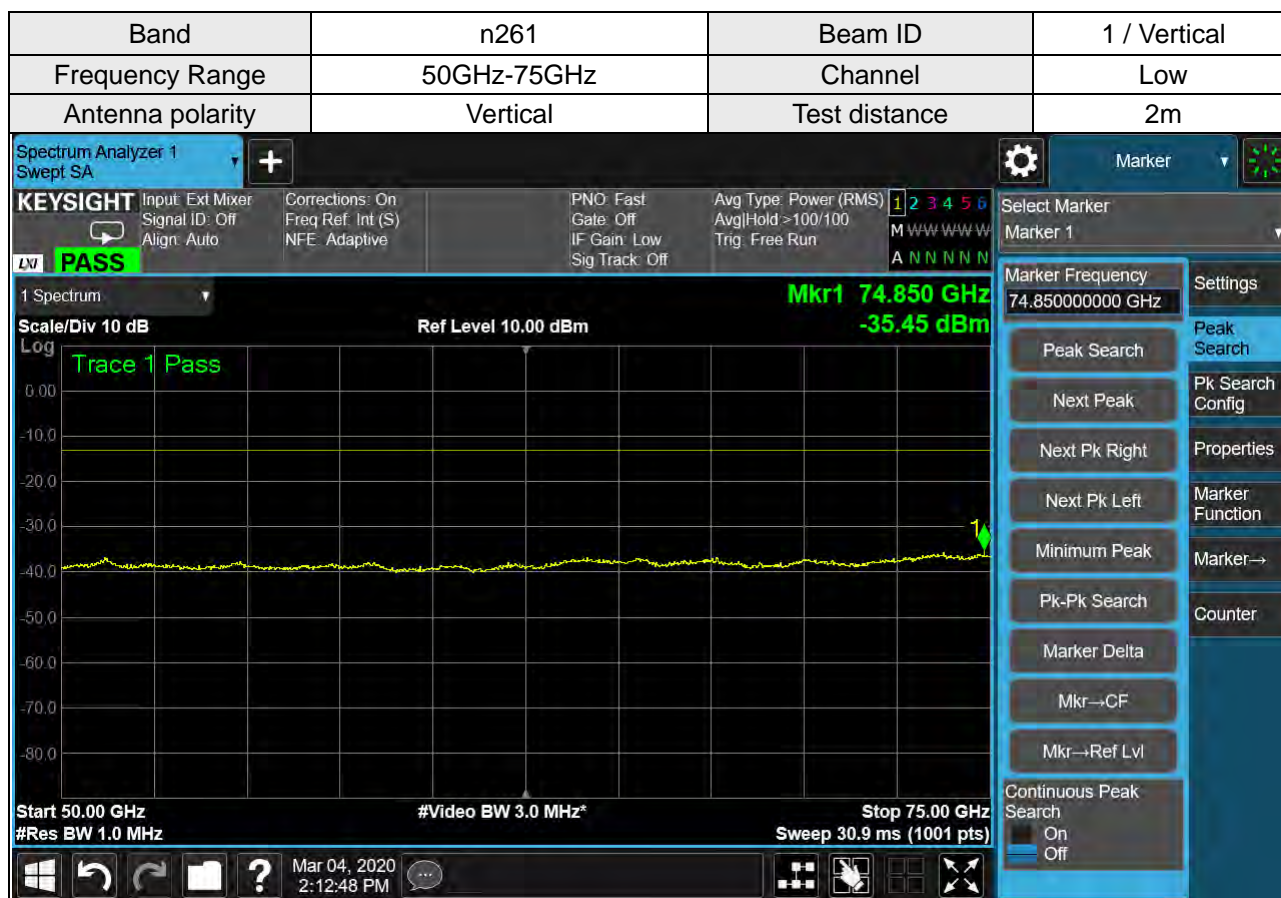 Band n261 Beam ID 1 / Vertical
Frequency Range 50GHz-75GHz Channel Low
Antenna polarity Vertical Test distance 2m
Spectrum Analyzer 1
Swept SA
+
Marker
KEYSIGHT
LXI
PASS
Input: Ext Mixer
Signal ID: Off
Align: Auto
Corrections: On
Freq Ref: Int (S)
NFE: Adaptive
PNO: Fast
Gate: Off
IF Gain: Low
Sig Track: Off
Avg Type: Power (RMS)
Avg|Hold >100/100
Trig: Free Run
1 2 3 4 5 6
M W W W W W
A N N N N N
Select Marker
Marker 1
1 Spectrum
Mkr1 74.850 GHz
Scale/Div 10 dB Ref Level 10.00 dBm -35.45 dBm
Log
Trace 1 Pass
0.00
-10.0
-20.0
-30.0
1
-40.0
-50.0
-60.0
-70.0
-80.0
Start 50.00 GHz #Video BW 3.0 MHz* Stop 75.00 GHz
#Res BW 1.0 MHz Sweep 30.9 ms (1001 pts)
Marker Frequency
74.850000000 GHz
Peak Search
Next Peak
Next Pk Right
Next Pk Left
Minimum Peak
Pk-Pk Search
Marker Delta
Mkr→CF
Mkr→Ref Lvl
Continuous Peak
Search
On
Off
Settings
Peak
Search
Pk Search
Config
Properties
Marker
Function
Marker→
Counter
?
Mar 04, 2020
2:12:48 PM